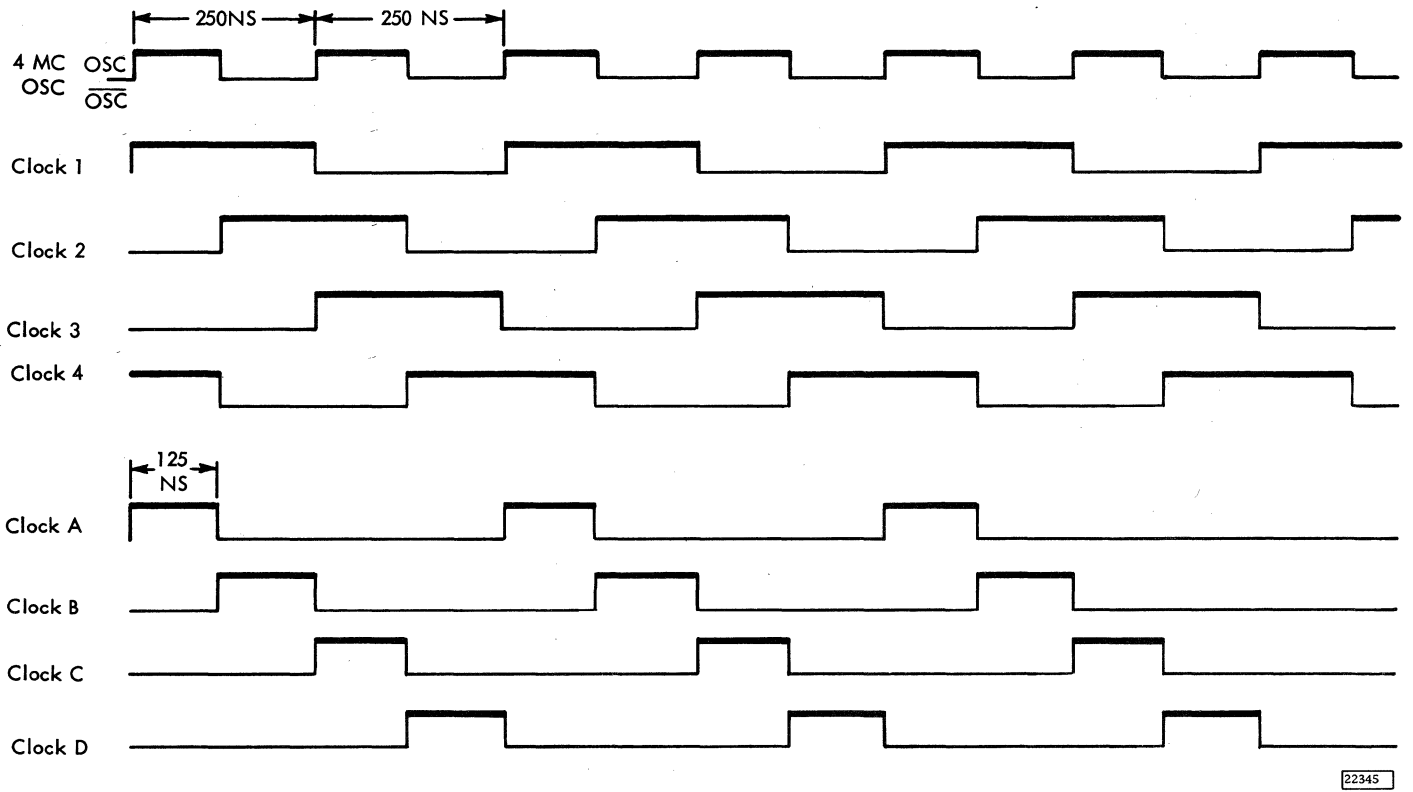 250NS
250 NS
4 MC OSC
OSC OSC
Clock 1
Clock 2
Clock 3
Clock 4
125
NS
Clock A
Clock B
Clock C
Clock D
22345